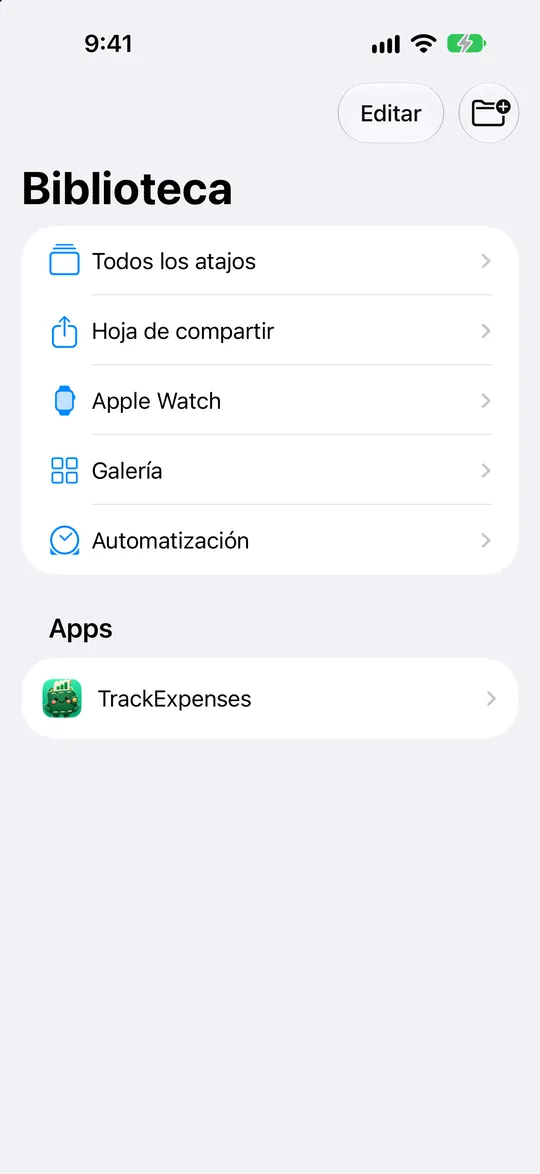 9:41
Editar
Biblioteca
Todos los atajos
Hoja de compartir
Apple Watch
Galería
Automatización
Apps
TrackExpenses